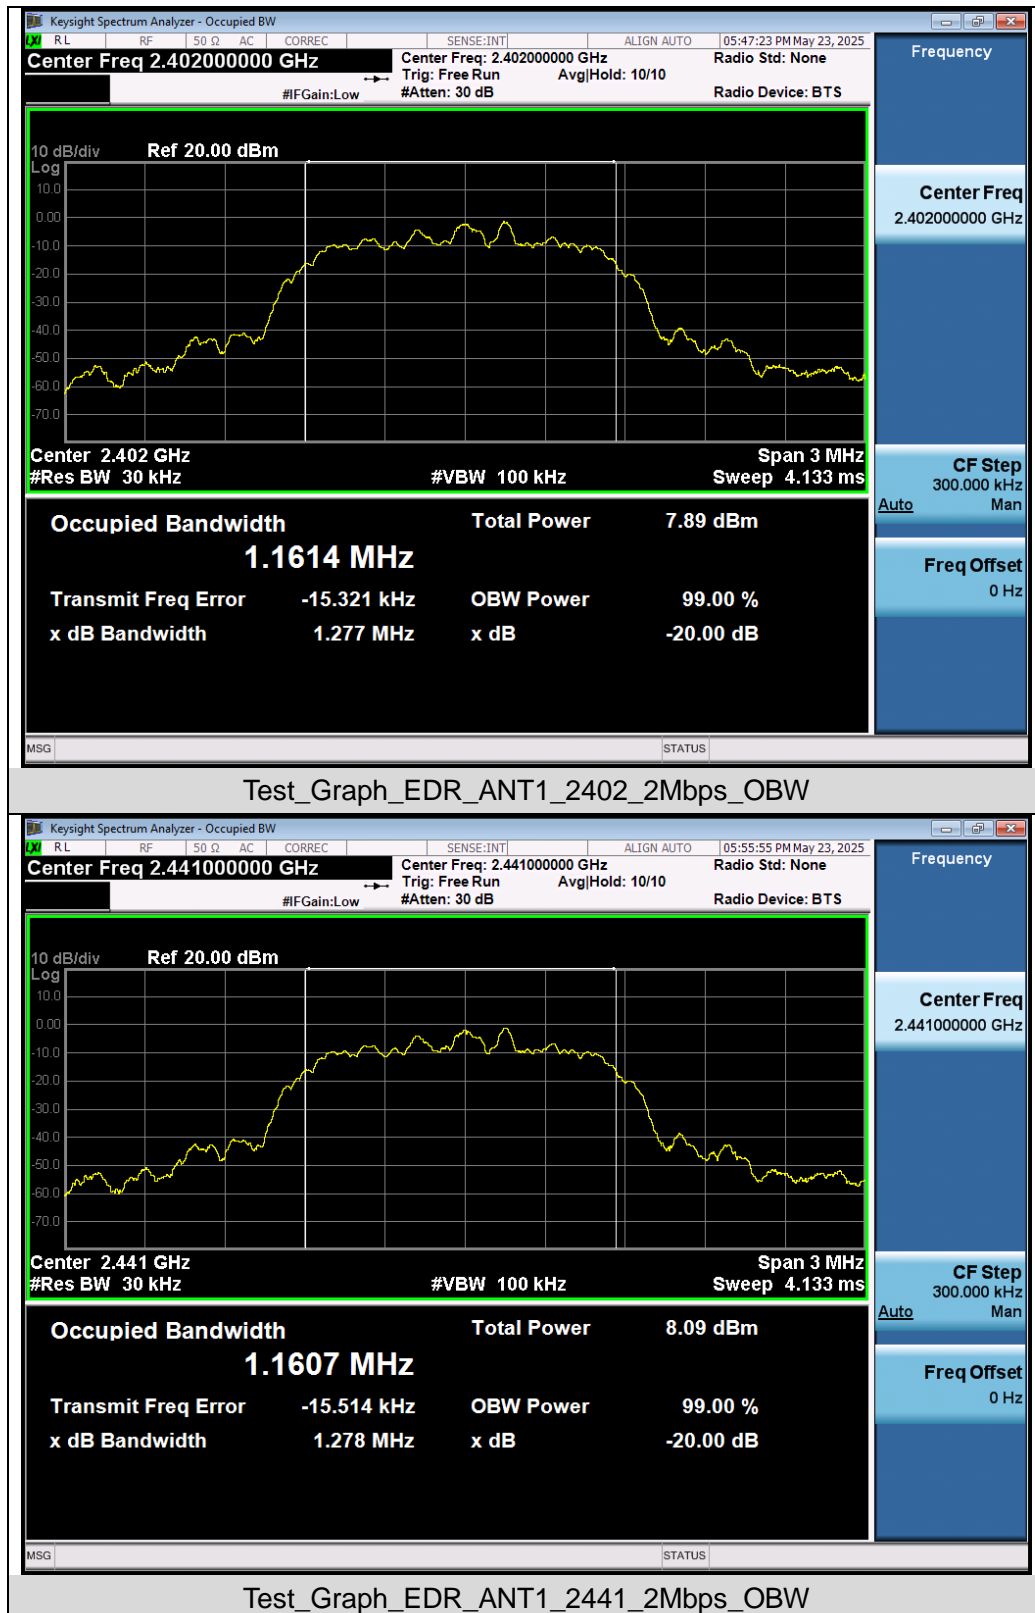 Keysight Spectrum Analyzer - Occupied BW
LXI RL RF 50 Ω AC CORREC SENSE:INT ALIGN AUTO 05:47:23 PM May 23, 2025
Center Freq 2.402000000 GHz
Center Freq: 2.402000000 GHz
Radio Std: None
Trig: Free Run Avg|Hold: 10/10
#IFGain:Low
#Atten: 30 dB
Radio Device: BTS
Frequency
10 dB/div Ref 20.00 dBm
Log
10.0
0.00
-10.0
-20.0
-30.0
-40.0
-50.0
-60.0
-70.0
Center 2.402 GHz Span 3 MHz
#Res BW 30 kHz #VBW 100 kHz Sweep 4.133 ms
Center Freq
2.402000000 GHz
CF Step
300.000 kHz
Auto Man
Freq Offset
0 Hz
Occupied Bandwidth Total Power 7.89 dBm
1.1614 MHz
Transmit Freq Error -15.321 kHz OBW Power 99.00 %
x dB Bandwidth 1.277 MHz x dB -20.00 dB
MSG STATUS
Test_Graph_EDR_ANT1_2402_2Mbps_OBW
Keysight Spectrum Analyzer - Occupied BW
LXI RL RF 50 Ω AC CORREC SENSE:INT ALIGN AUTO 05:55:55 PM May 23, 2025
Center Freq 2.441000000 GHz
Center Freq: 2.441000000 GHz
Radio Std: None
Trig: Free Run Avg|Hold: 10/10
#IFGain:Low
#Atten: 30 dB
Radio Device: BTS
Frequency
10 dB/div Ref 20.00 dBm
Log
10.0
0.00
-10.0
-20.0
-30.0
-40.0
-50.0
-60.0
-70.0
Center 2.441 GHz Span 3 MHz
#Res BW 30 kHz #VBW 100 kHz Sweep 4.133 ms
Center Freq
2.441000000 GHz
CF Step
300.000 kHz
Auto Man
Freq Offset
0 Hz
Occupied Bandwidth Total Power 8.09 dBm
1.1607 MHz
Transmit Freq Error -15.514 kHz OBW Power 99.00 %
x dB Bandwidth 1.278 MHz x dB -20.00 dB
MSG STATUS
Test_Graph_EDR_ANT1_2441_2Mbps_OBW